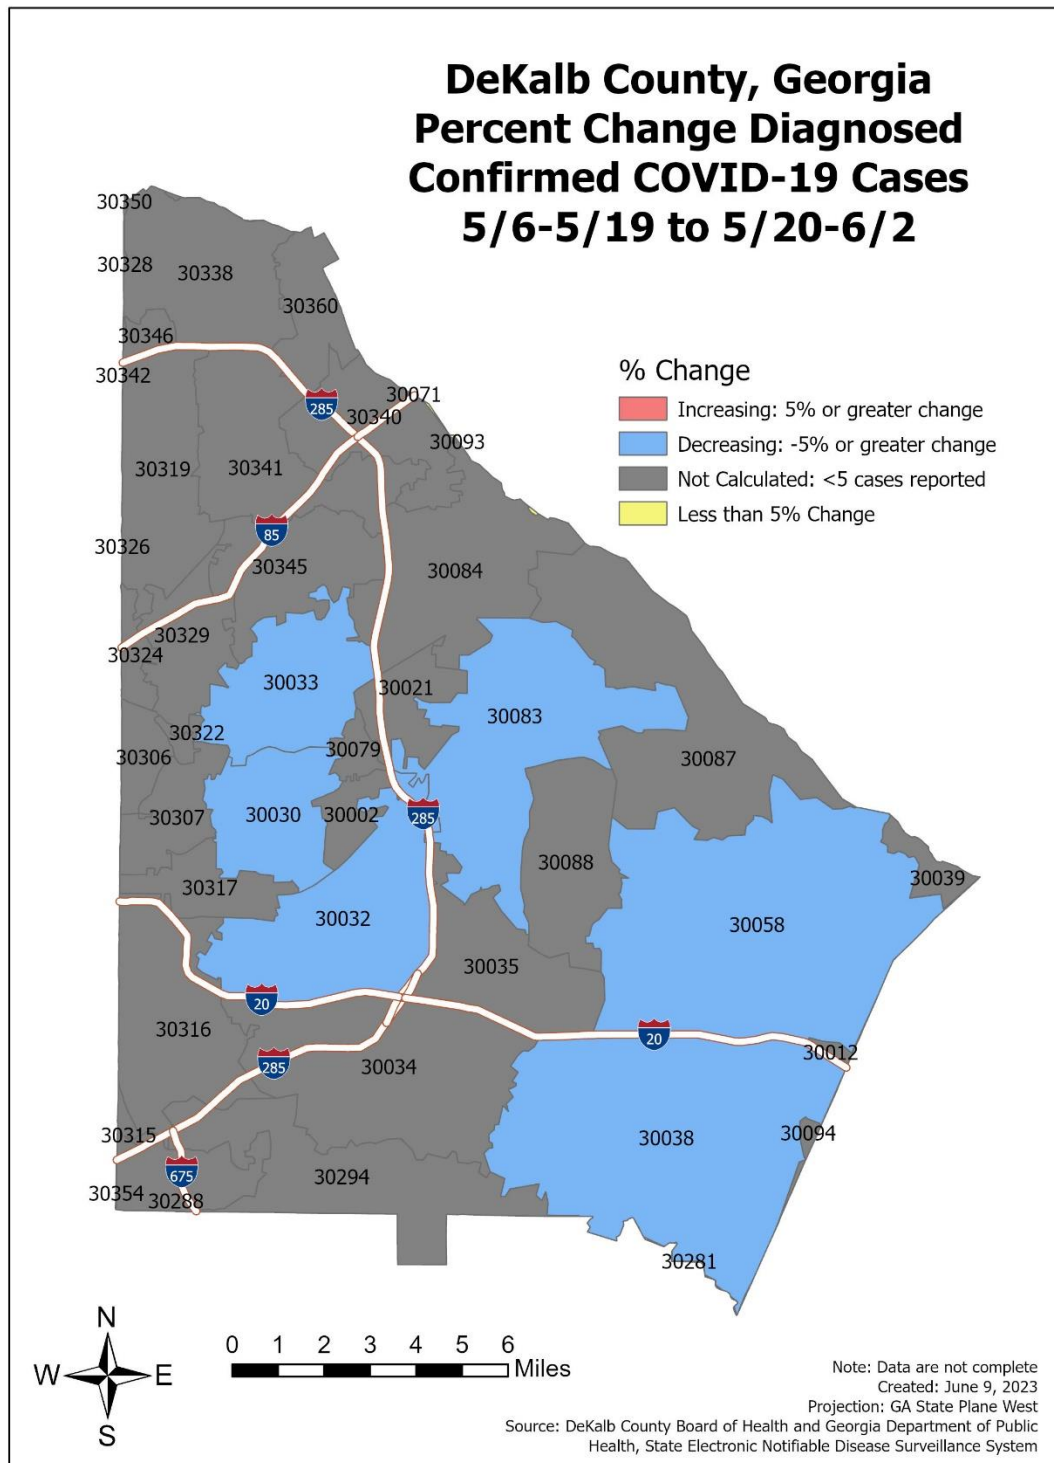 DeKalb County, Georgia
Percent Change Diagnosed
Confirmed COVID-19 Cases
5/6-5/19 to 5/20-6/2
30350
30328
30338
30360
30346
30342
30071
285
30340
30093
30319
30341
% Change
Increasing: 5% or greater change
Decreasing: -5% or greater change
Not Calculated: <5 cases reported
Less than 5% Change
85
30326
30345
30084
30329
30324
30033
30021
30083
30322
30079
30306
30087
30307
30030
30002
285
30088
30317
30039
30032
30058
30035
20
30316
20
30012
285
30034
30315
30038
30094
675
30354
30288
30294
30281
N
W E
S
0 1 2 3 4 5 6
Miles
Note: Data are not complete
Created: June 9, 2023
Projection: GA State Plane West
Source: DeKalb County Board of Health and Georgia Department of Public
Health, State Electronic Notifiable Disease Surveillance System